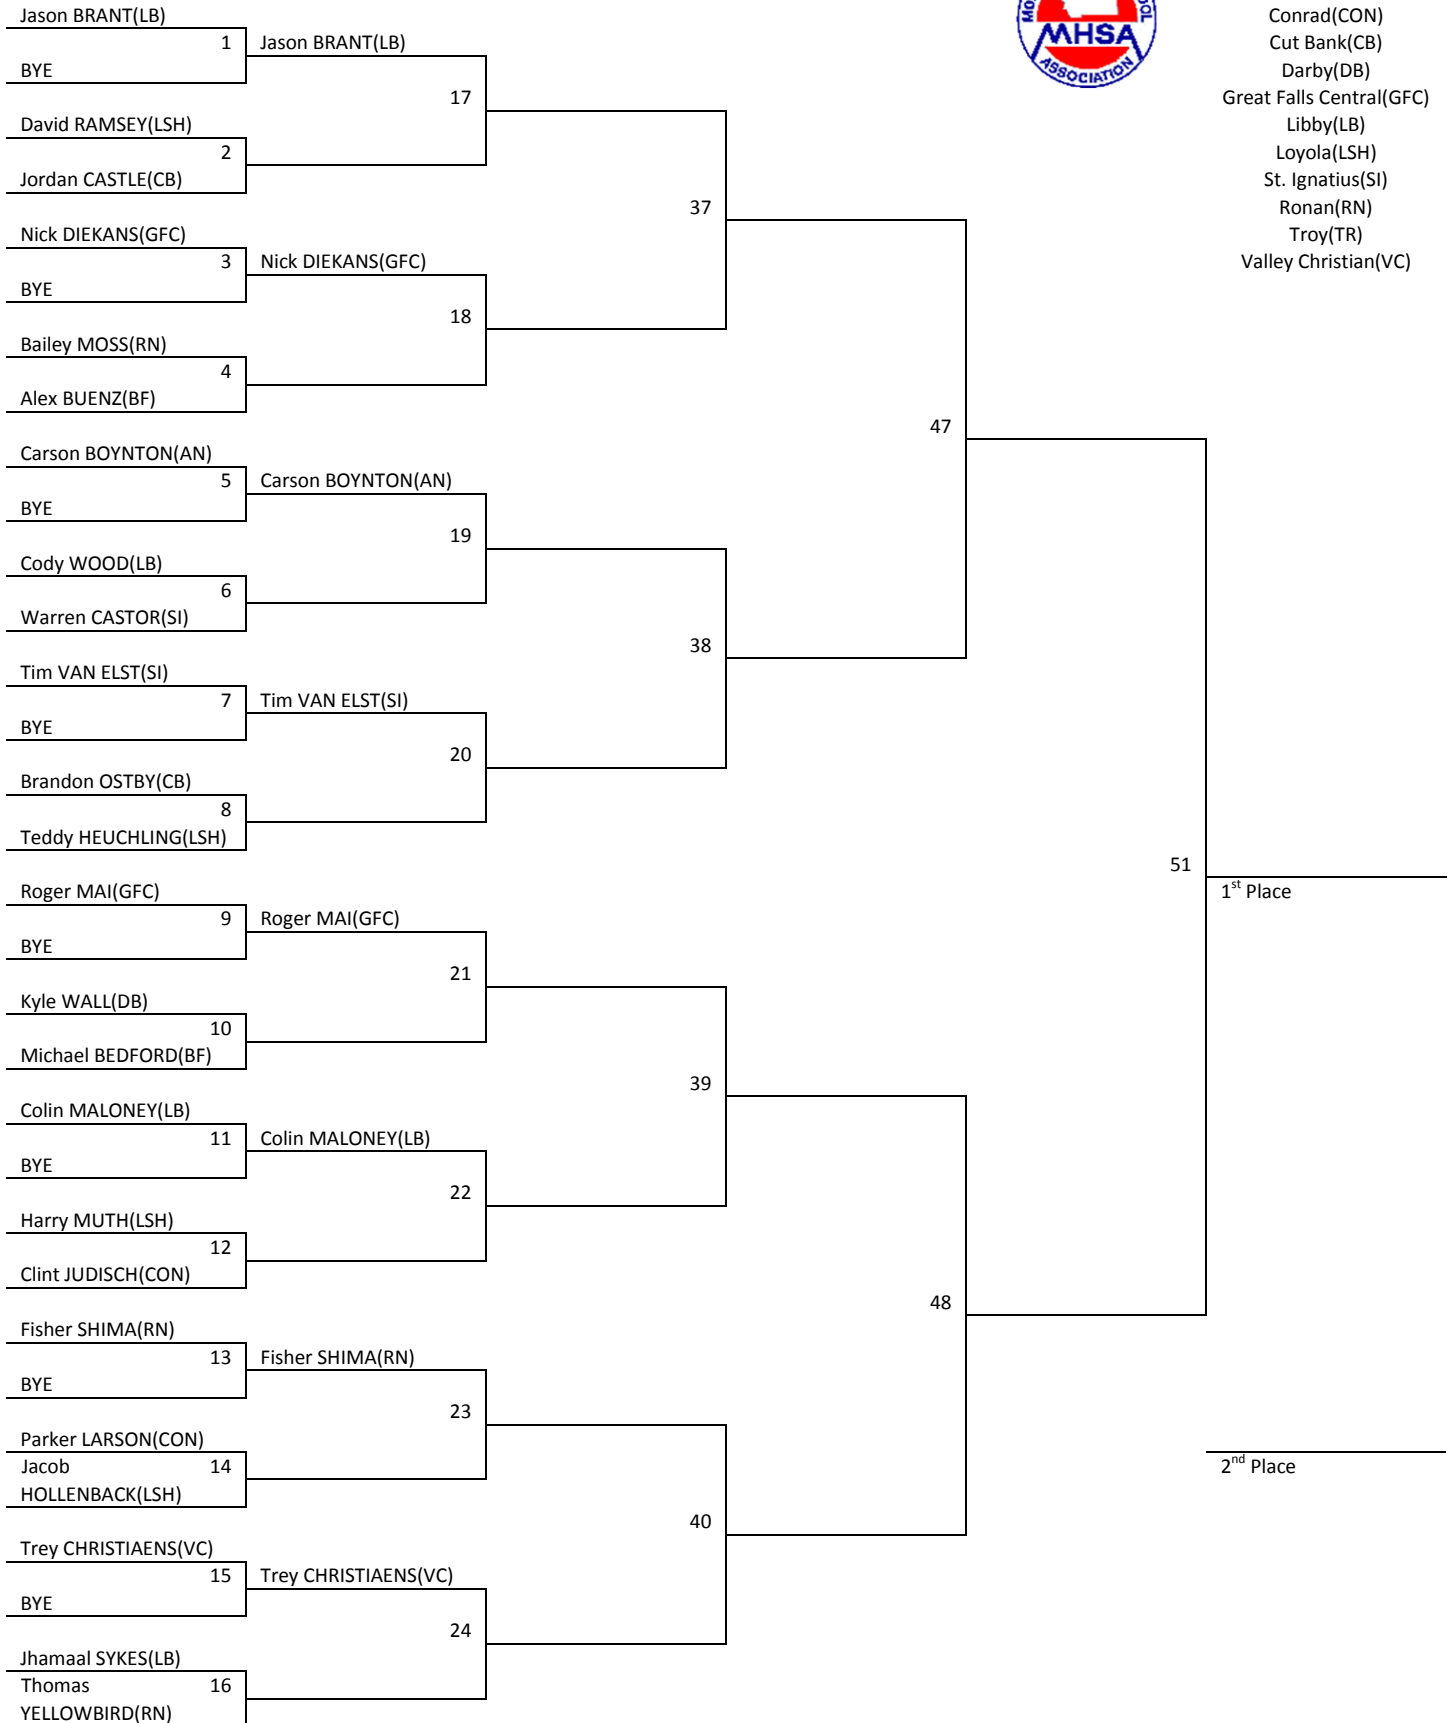 Jason BRANT(LB)
1
BYE
Jason BRANT(LB)
17
David RAMSEY(LSH)
2
Jordan CASTLE(CB)
37
Nick DIEKANS(GFC)
3
BYE
Nick DIEKANS(GFC)
18
Bailey MOSS(RN)
4
Alex BUENZ(BF)
47
Carson BOYNTON(AN)
5
BYE
Carson BOYNTON(AN)
19
Cody WOOD(LB)
6
Warren CASTOR(SI)
38
Tim VAN ELST(SI)
7
BYE
Tim VAN ELST(SI)
20
Brandon OSTBY(CB)
8
Teddy HEUCHLING(LSH)
51
1st Place
Roger MAI(GFC)
9
BYE
Roger MAI(GFC)
21
Kyle WALL(DB)
10
Michael BEDFORD(BF)
39
Colin MALONEY(LB)
11
BYE
Colin MALONEY(LB)
22
Harry MUTH(LSH)
12
Clint JUDISCH(CON)
48
Fisher SHIMA(RN)
13
BYE
Fisher SHIMA(RN)
23
Parker LARSON(CON)
Jacob
14
HOLLENBACK(LSH)
2nd Place
40
Trey CHRISTIAENS(VC)
15
BYE
Trey CHRISTIAENS(VC)
24
Jhamaal SYKES(LB)
Thomas
16
YELLOWBIRD(RN)
MHSA
ASSOCIATION
Conrad(CON)
Cut Bank(CB)
Darby(DB)
Great Falls Central(GFC)
Libby(LB)
Loyola(LSH)
St. Ignatius(SI)
Ronan(RN)
Troy(TR)
Valley Christian(VC)